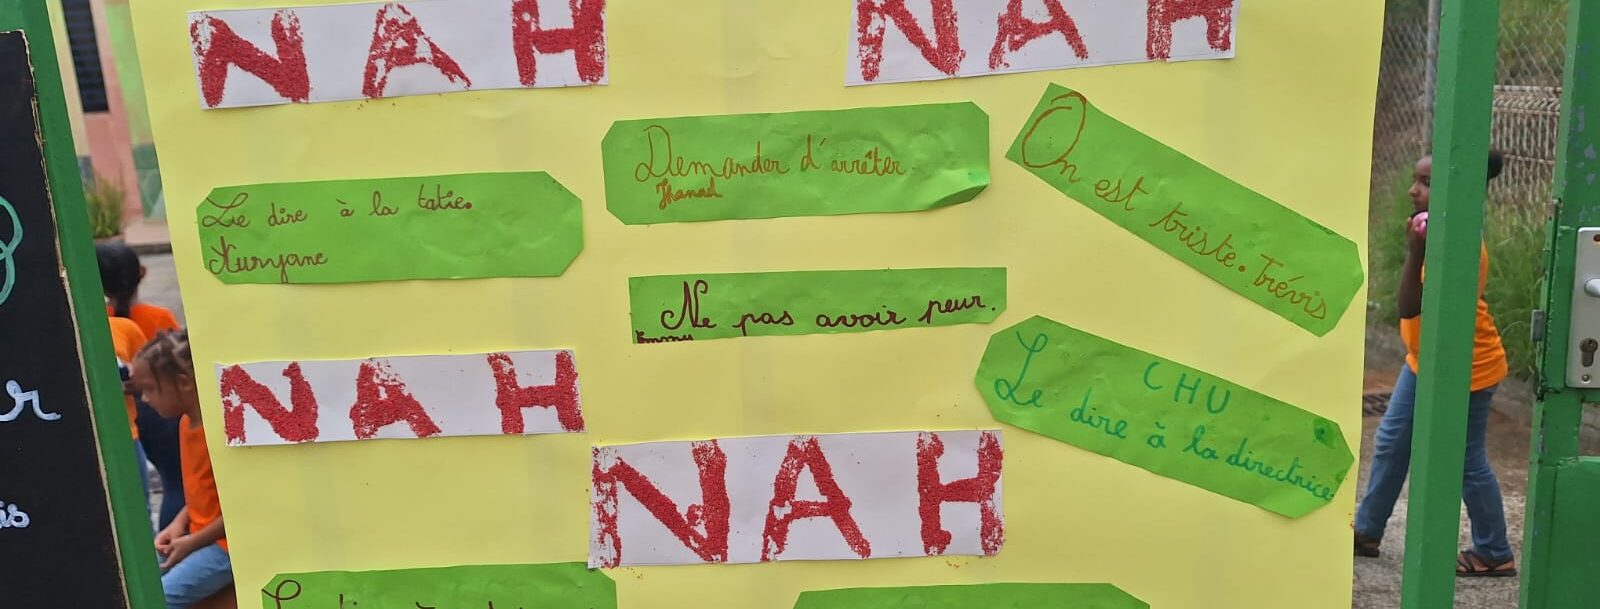 NAH
NAH
Demander d'arrêter.
Le dire à la tatie.
On est triste. Trévis
Ne pas avoir peur.
NAH
CHU
Le dire à la directrice
NAH